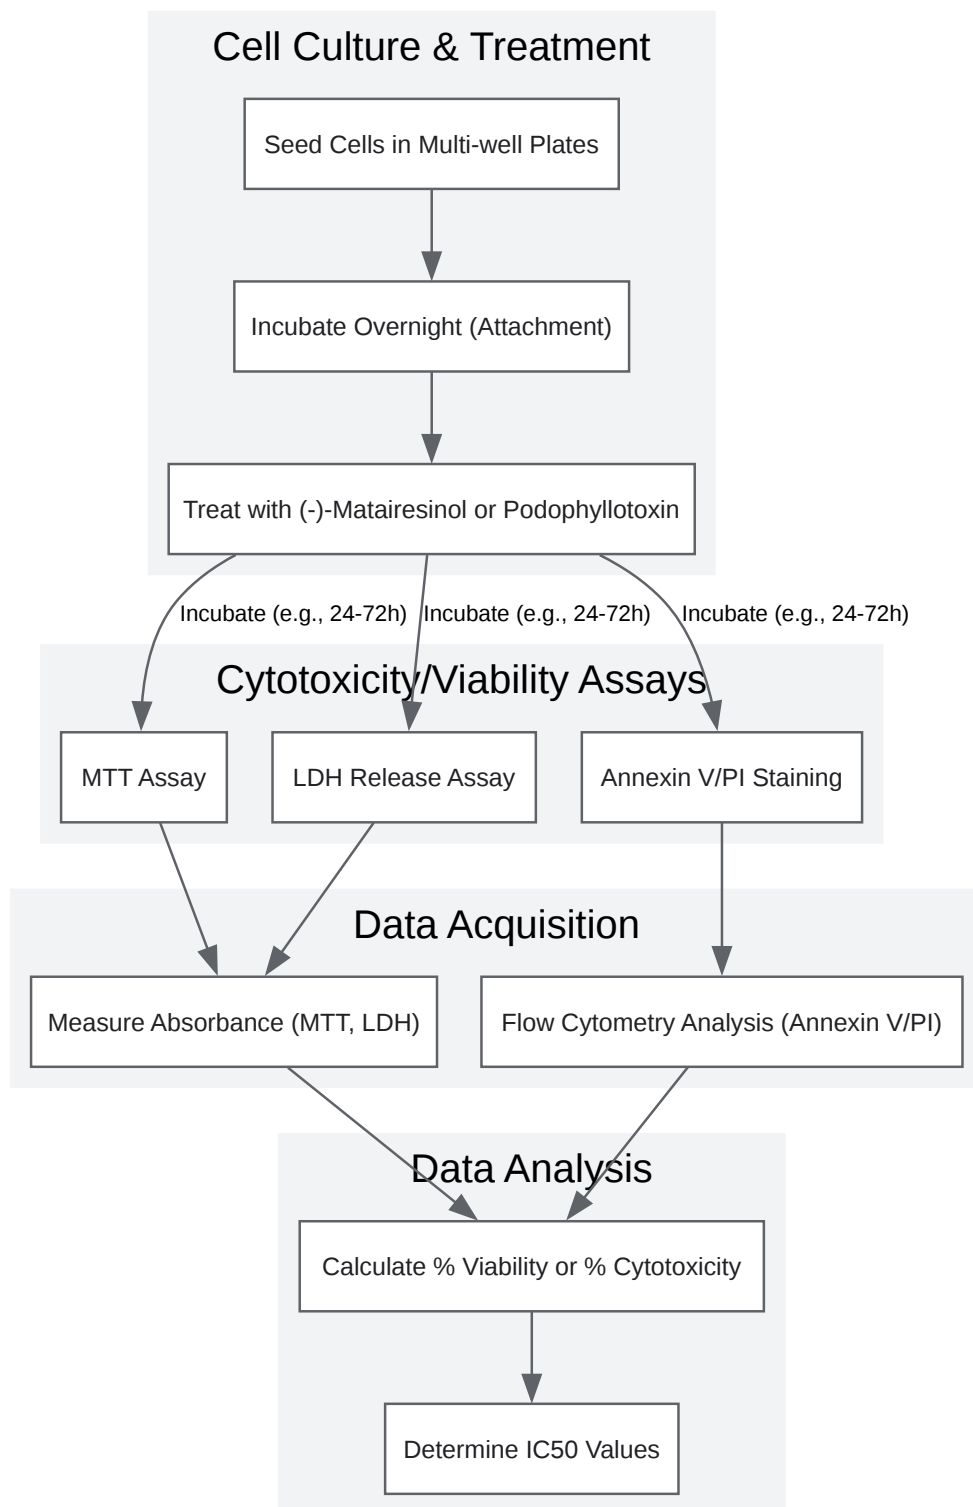 Cell Culture & Treatment
Seed Cells in Multi-well Plates
Incubate Overnight (Attachment)
Treat with (-)-Matairesinol or Podophyllotoxin
Incubate (e.g., 24-72h)
Incubate (e.g., 24-72h)
Incubate (e.g., 24-72h)
Cytotoxicity/Viability Assays
MTT Assay
LDH Release Assay
Annexin V/PI Staining
Data Acquisition
Measure Absorbance (MTT, LDH)
Flow Cytometry Analysis (Annexin V/PI)
Data Analysis
Calculate % Viability or % Cytotoxicity
Determine IC50 Values